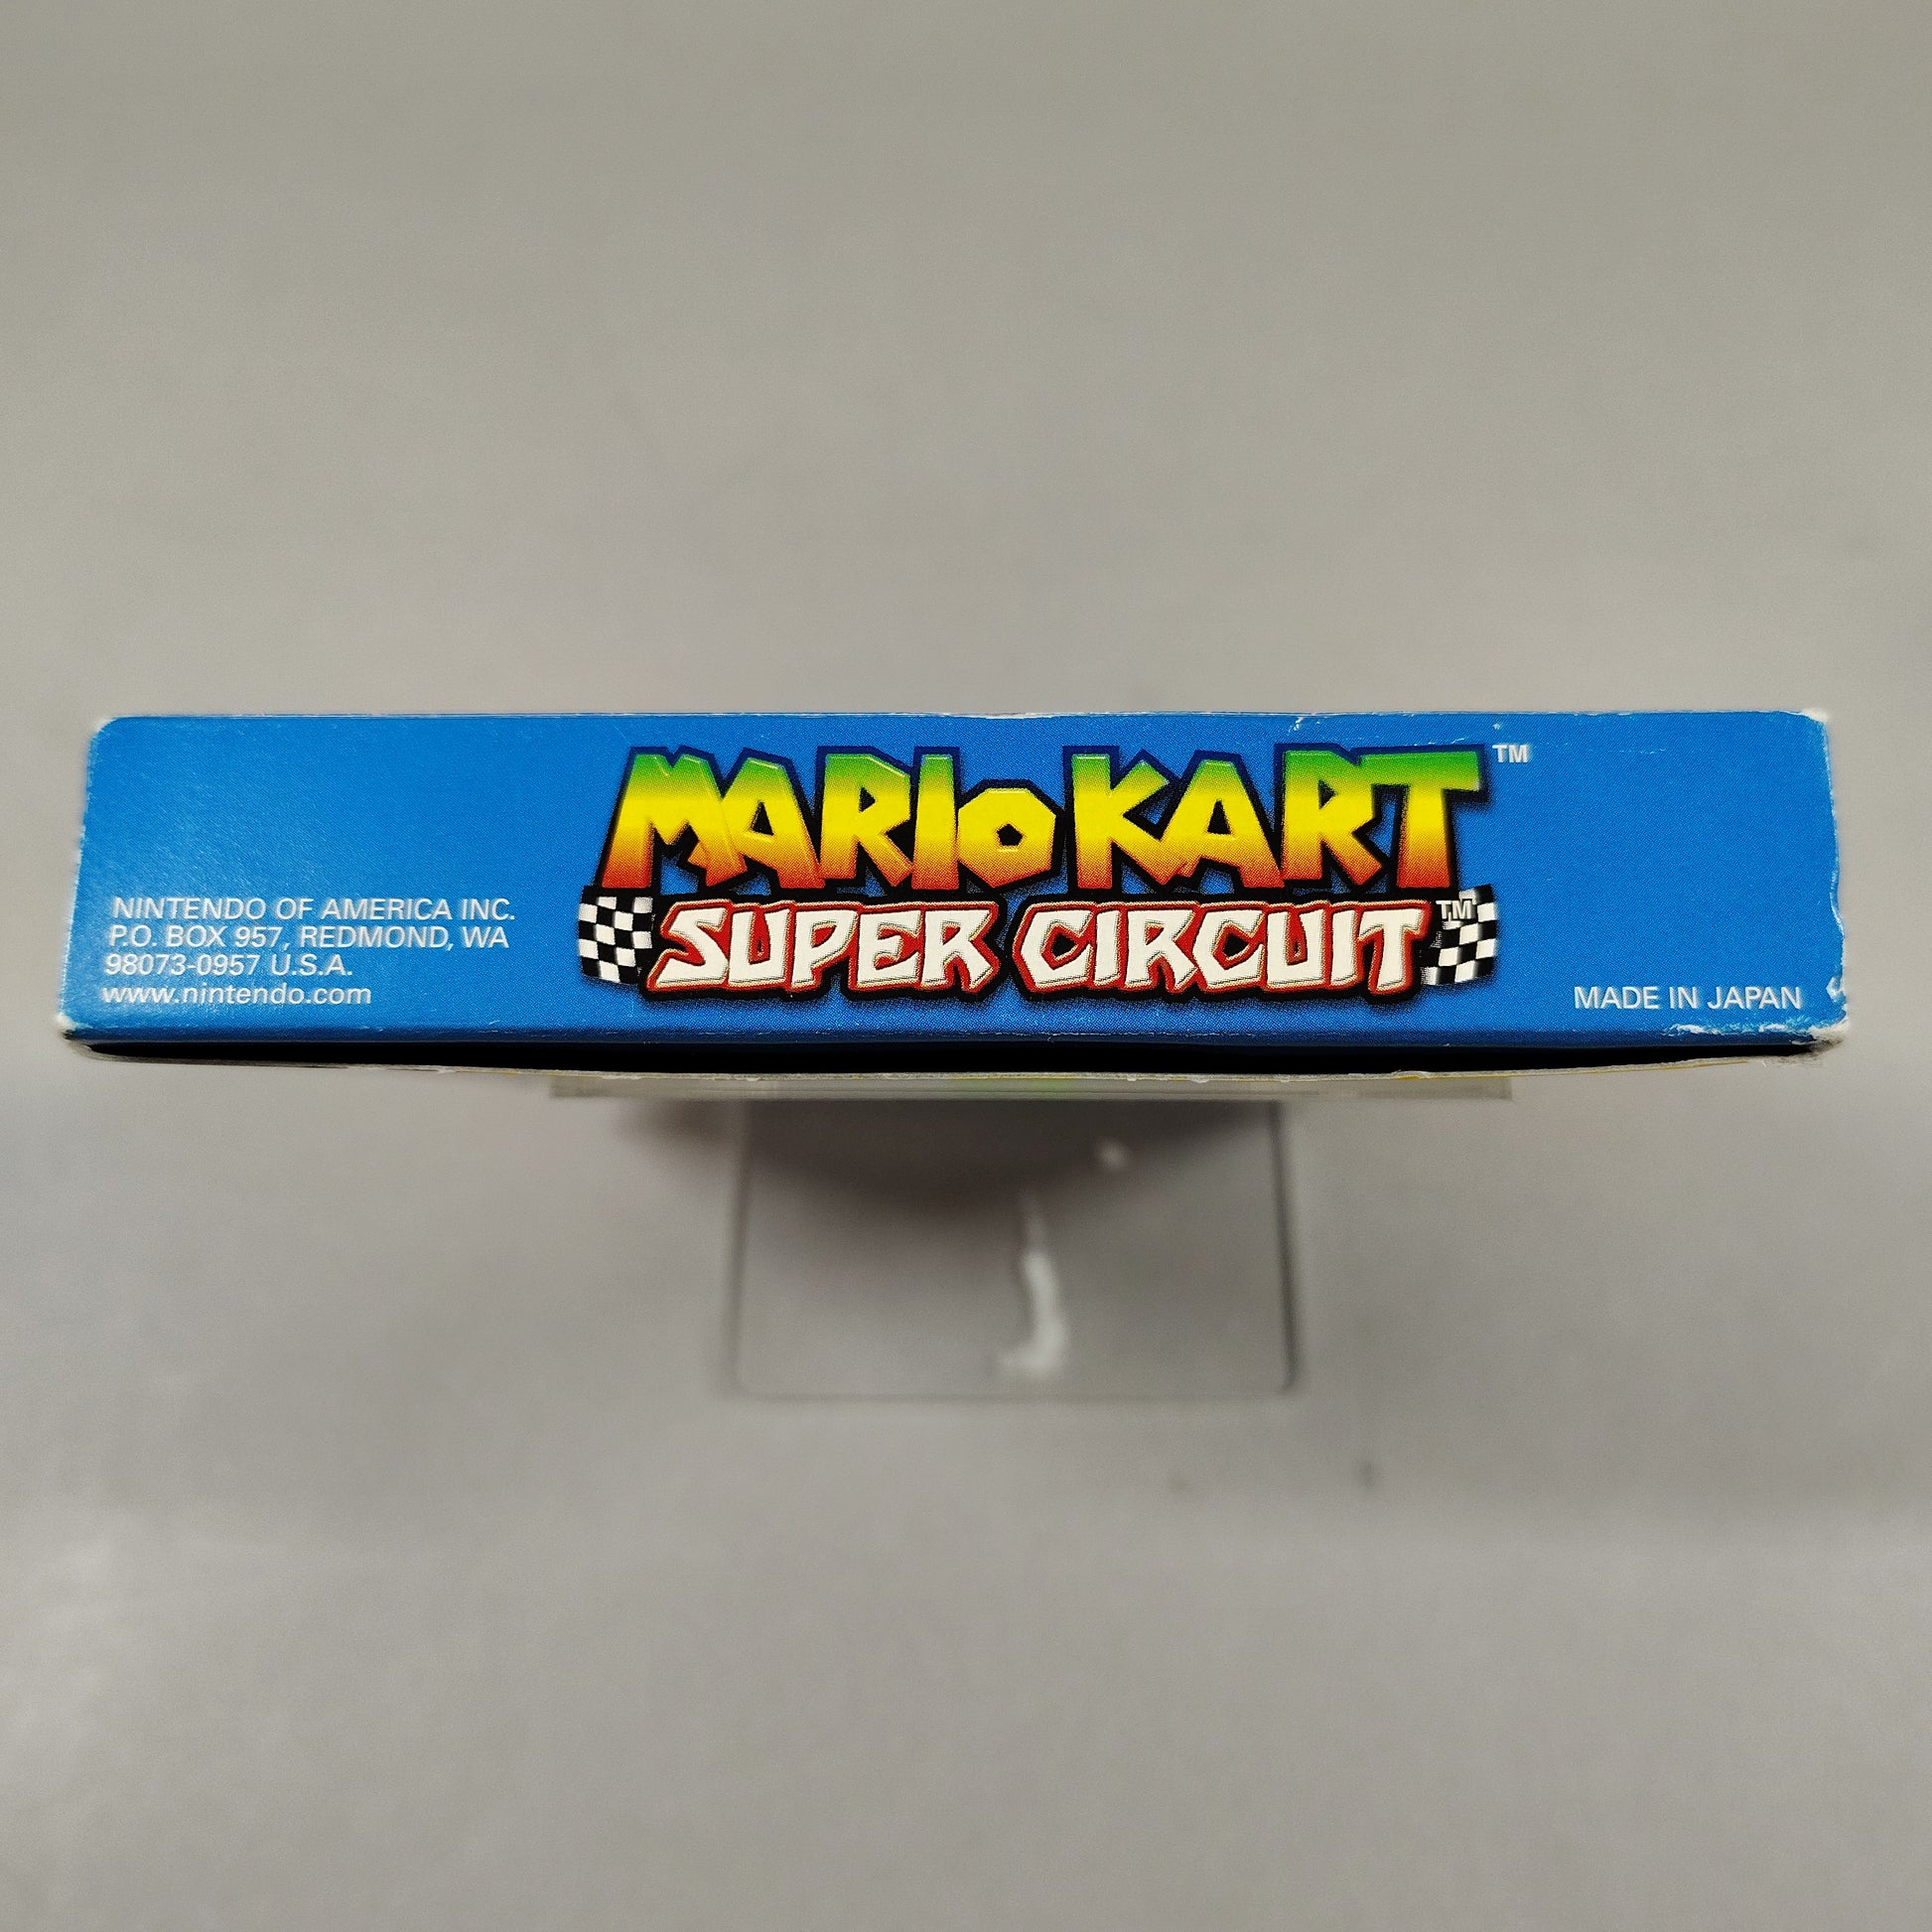 NINTENDO OF AMERICA INC.
P.O. BOX 957, REDMOND, WA
98073-0957 U.S.A.
www.nintendo.com
MARIO KART™
SUPER CIRCUIT™
MADE IN JAPAN